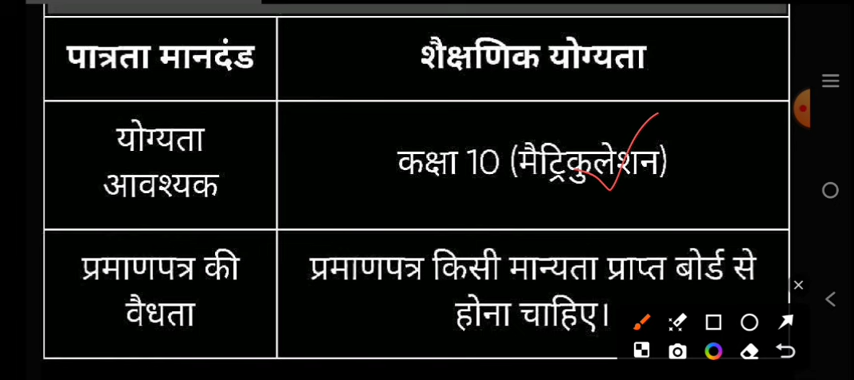 पात्रता मानदंड
शैक्षणिक योग्यता
योग्यता
आवश्यक
कक्षा 10 (मैट्रिकुलेशन)
प्रमाणपत्र की
वैधता
प्रमाणपत्र किसी मान्यता प्राप्त बोर्ड से
होना चाहिए।